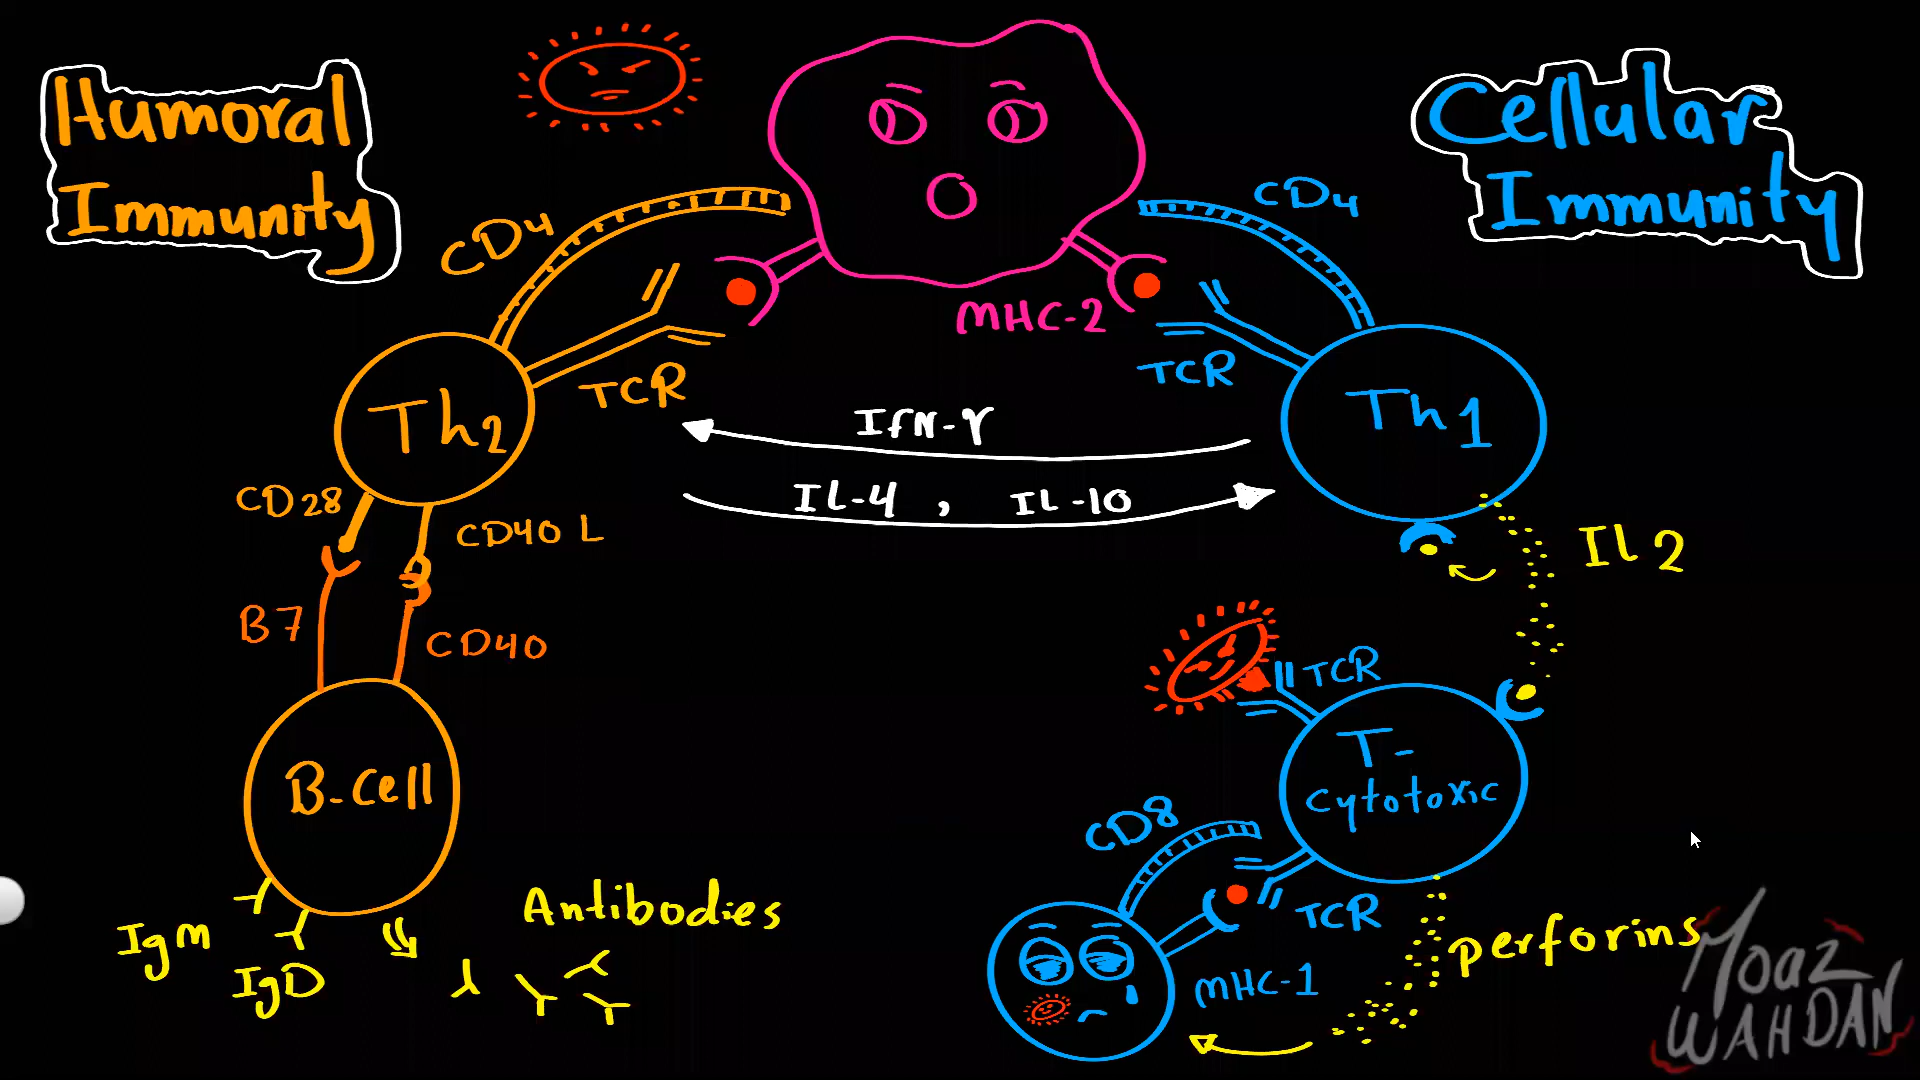 Humoral
Immunity
Cellular
Immunity
CD4
CD4
MHC-2
TCR
TCR
Th2
Th1
IFN-γ
IL-4 , IL-10
CD28
CD40 L
Il 2
B7
CD40
TCR
B-Cell
T-
Cytotoxic
CD8
Antibodies
TCR
IgM
IgD
MHC-1
perforins
Moaz
WAHDAN